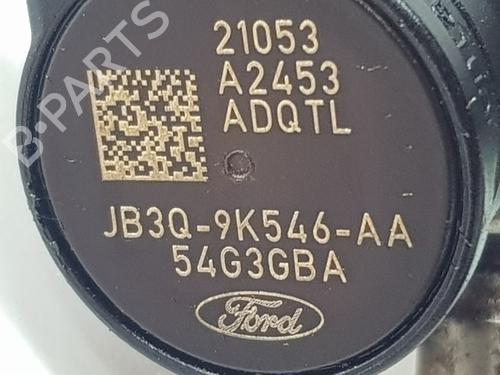 21053
A2453
ADQTL
JB3Q-9K546-AA
54G3GBA
Ford
B-PARTS